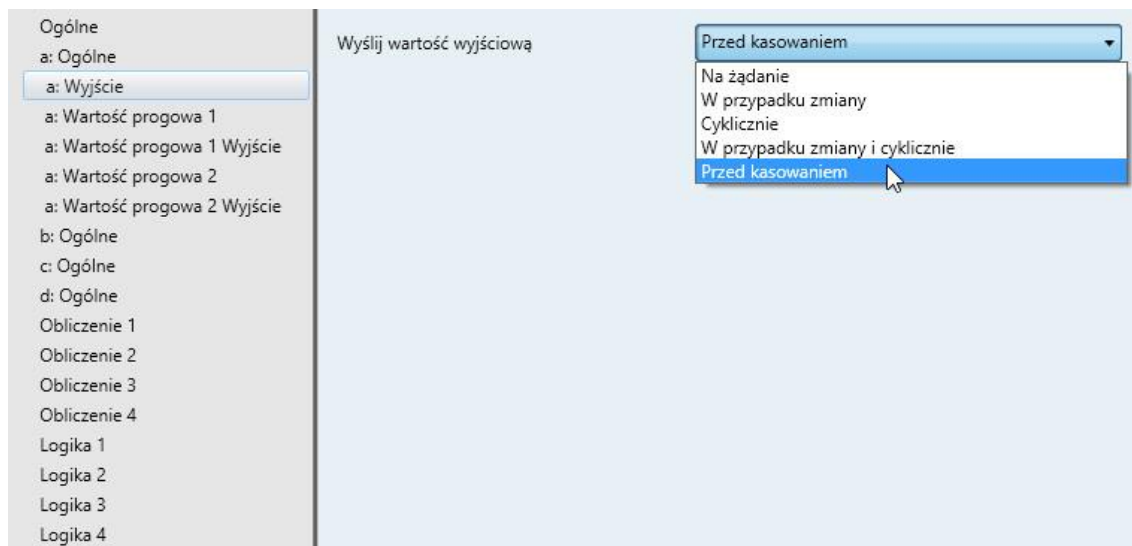 Ogólne
a: Ogólne
a: Wyjście
a: Wartość progowa 1
a: Wartość progowa 1 Wyjście
a: Wartość progowa 2
a: Wartość progowa 2 Wyjście
b: Ogólne
c: Ogólne
d: Ogólne
Obliczenie 1
Obliczenie 2
Obliczenie 3
Obliczenie 4
Logika 1
Logika 2
Logika 3
Logika 4
Wyślij wartość wyjściową
Przed kasowaniem
Na żądanie
W przypadku zmiany
Cyklicznie
W przypadku zmiany i cyklicznie
Przed kasowaniem